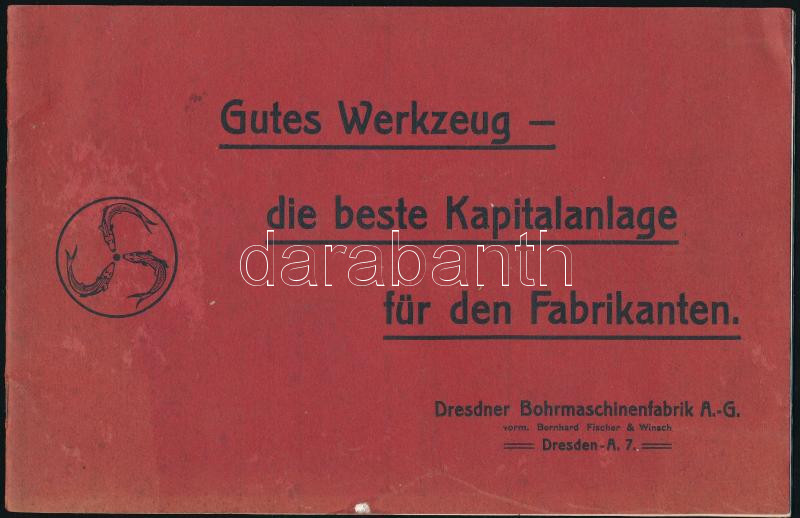 Gutes Werkzeug –
die beste Kapitalanlage
darabanth
für den Fabrikanten.
Dresdner Bohrmaschinenfabrik A.-G.
vorm. Bernhard Fischer & Winsch
Dresden-A. 7.